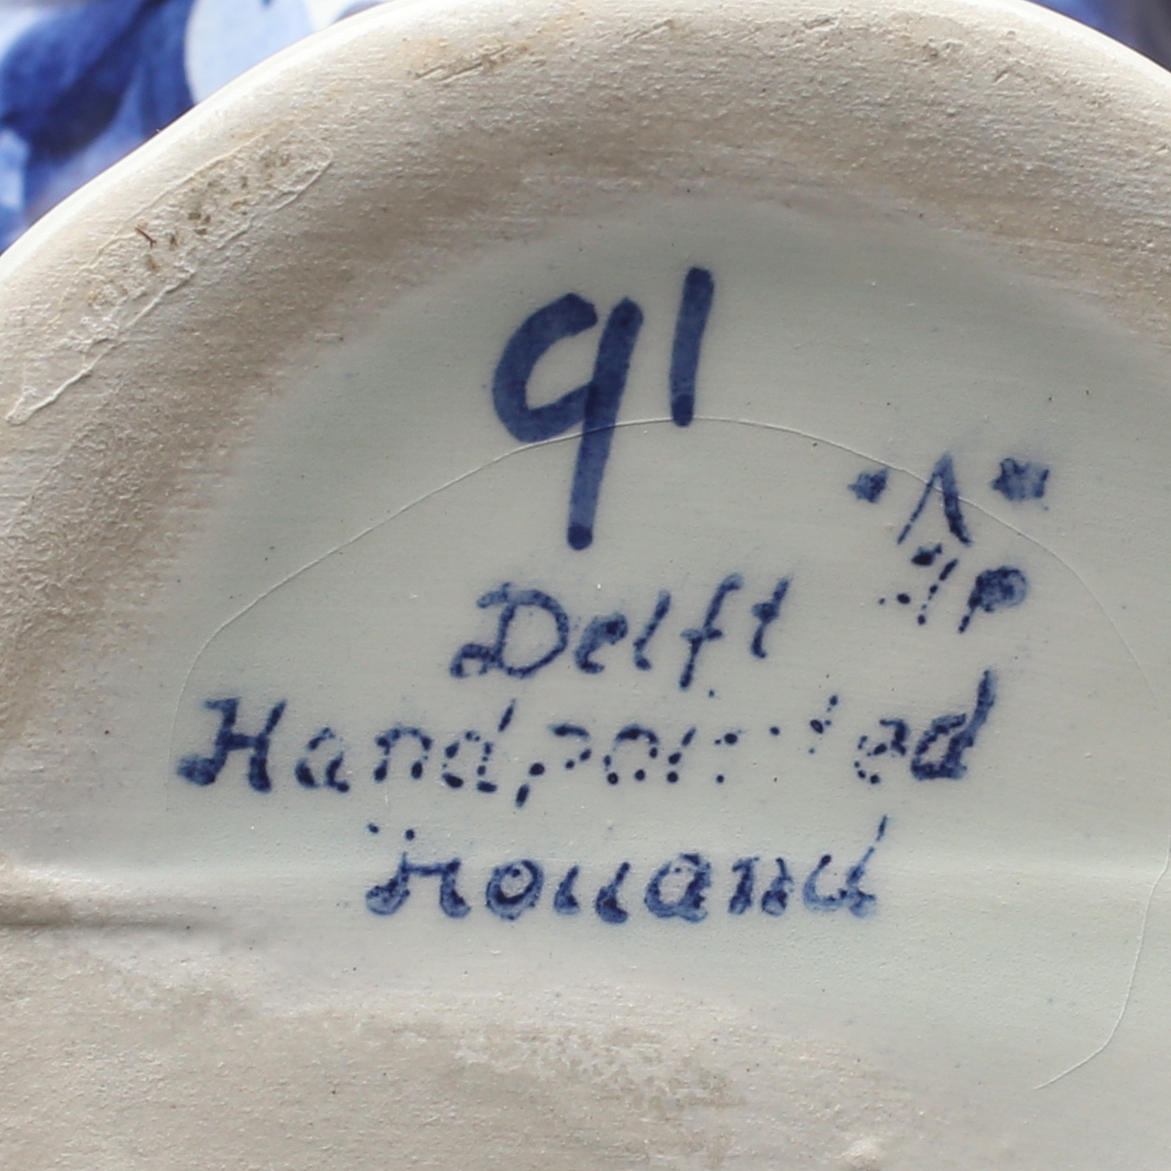 91
Delft
Handpainted
Holland